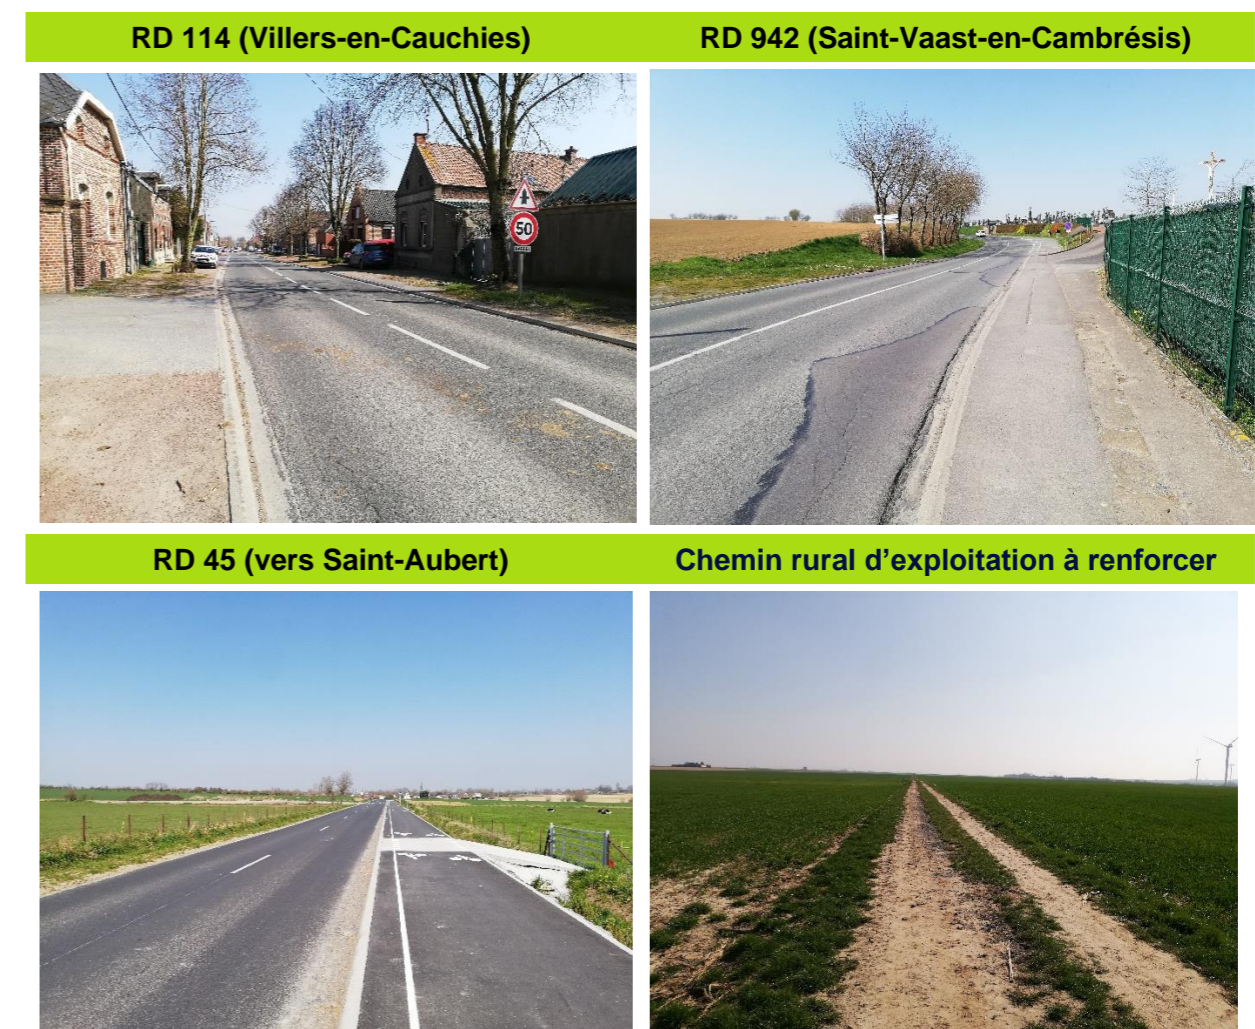 RD 114 (Villers-en-Cauchies)
RD 942 (Saint-Vaast-en-Cambrésis)
50
RD 45 (vers Saint-Aubert)
Chemin rural d’exploitation à renforcer